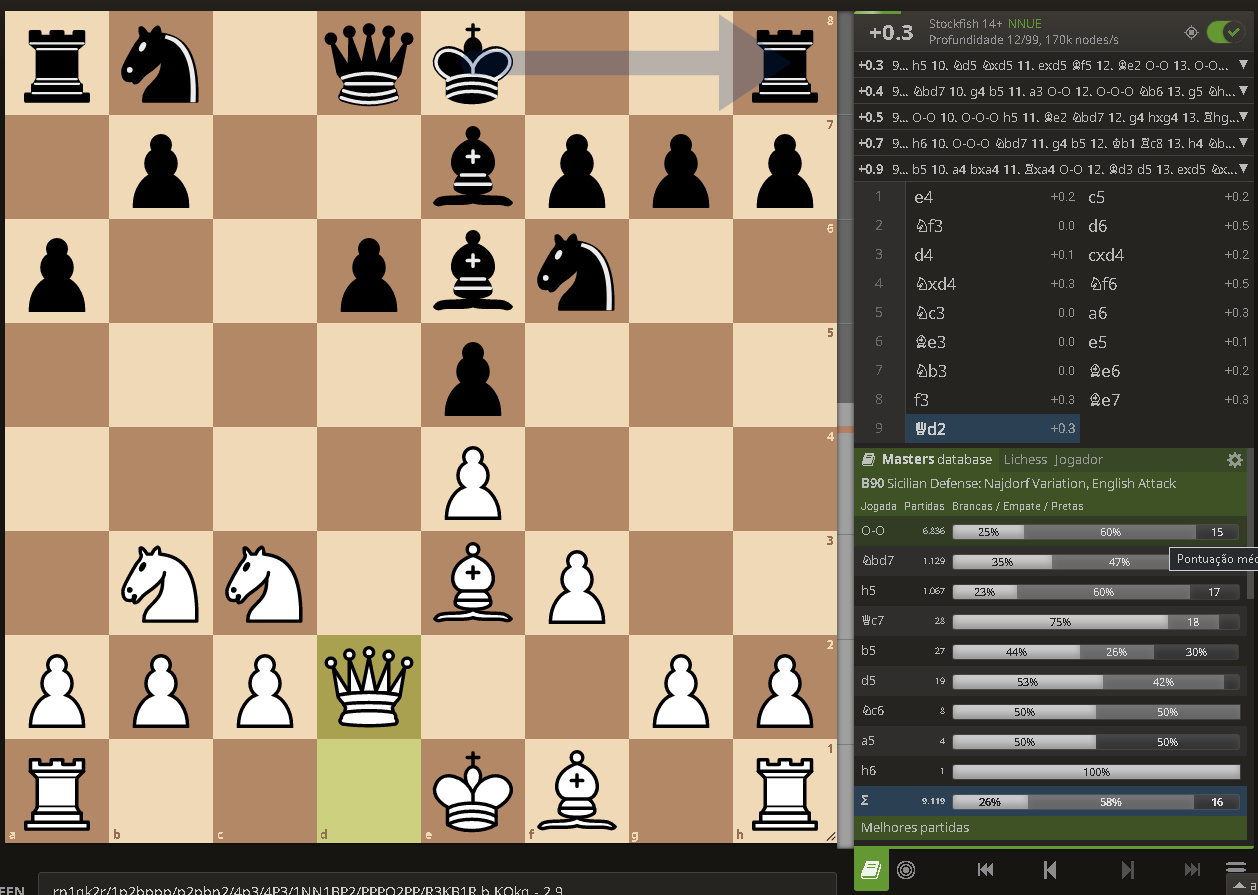 8
7
6
5
4
3
2
1
a b c d e f g h
+0.3 Stockfish 14+ NNUE
Profundidade 12/99, 170k nodes/s
+0.3 9... h5 10. ♘d5 ♘xd5 11. exd5 ♗f5 12. ♗e2 O-O 13. O-O...
+0.4 9... ♘bd7 10. g4 b5 11. a3 O-O 12. O-O-O ♘b6 13. g5 ♘h...
+0.5 9... O-O 10. O-O-O h5 11. ♗e2 ♘bd7 12. g4 hxg4 13. ♖hg...
+0.7 9... h6 10. O-O-O ♘bd7 11. g4 b5 12. ♔b1 ♖c8 13. h4 ♘b...
+0.9 9... b5 10. a4 bxa4 11. ♖xa4 O-O 12. ♗d3 d5 13. exd5 ♘x...
1 e4 +0.2 c5 +0.2
2 ♘f3 0.0 d6 +0.5
3 d4 +0.1 cxd4 +0.2
4 ♘xd4 +0.3 ♘f6 +0.5
5 ♘c3 0.0 a6 +0.3
6 ♗e3 0.0 e5 +0.1
7 ♘b3 0.0 ♗e6 +0.2
8 f3 +0.3 ♗e7 +0.3
9 ♕d2 +0.3
Masters database Lichess Jogador
B90 Sicilian Defense: Najdorf Variation, English Attack
Jogada Partidas Brancas / Empate / Pretas
O-O 6.836 25% 60% 15
♘bd7 1.129 35% 47%
Pontuação méd
h5 1.067 23% 60% 17
♕c7 28 75% 18
b5 27 44% 26% 30%
d5 19 53% 42%
♘c6 8 50% 50%
a5 4 50% 50%
h6 1 100%
Σ 9.119 26% 58% 16
Melhores partidas
FEN rn1qk2r/1p2bppp/p2pbn2/4p3/4P3/1NN1BP2/PPPQ2PP/R3KB1R b KQkq - 2 9